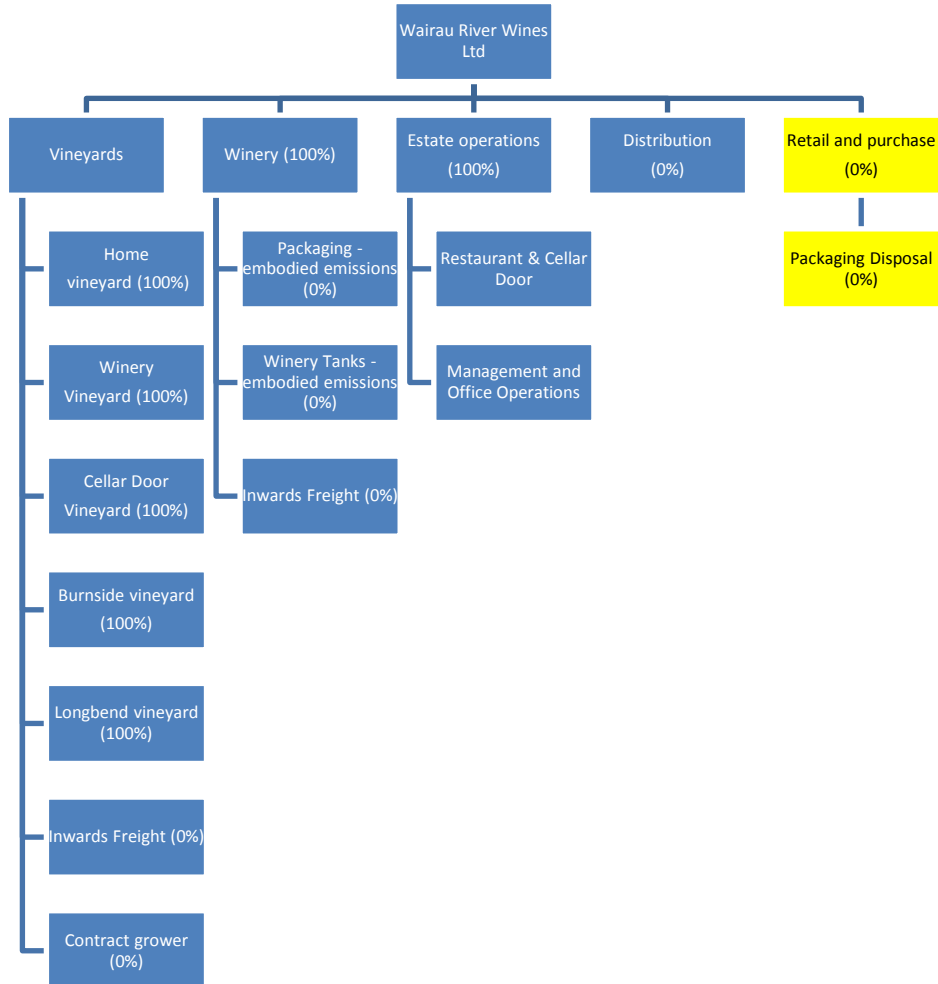 Wairau River Wines
Ltd
Vineyards
Winery (100%)
Estate operations
(100%)
Distribution
(0%)
Retail and purchase
(0%)
Home
vineyard (100%)
Winery
Vineyard (100%)
Cellar Door
Vineyard (100%)
Burnside vineyard
(100%)
Longbend vineyard
(100%)
Inwards Freight (0%)
Contract grower
(0%)
Packaging -
embodied emissions
(0%)
Winery Tanks -
embodied emissions
(0%)
Inwards Freight (0%)
Restaurant & Cellar
Door
Management and
Office Operations
Packaging Disposal
(0%)